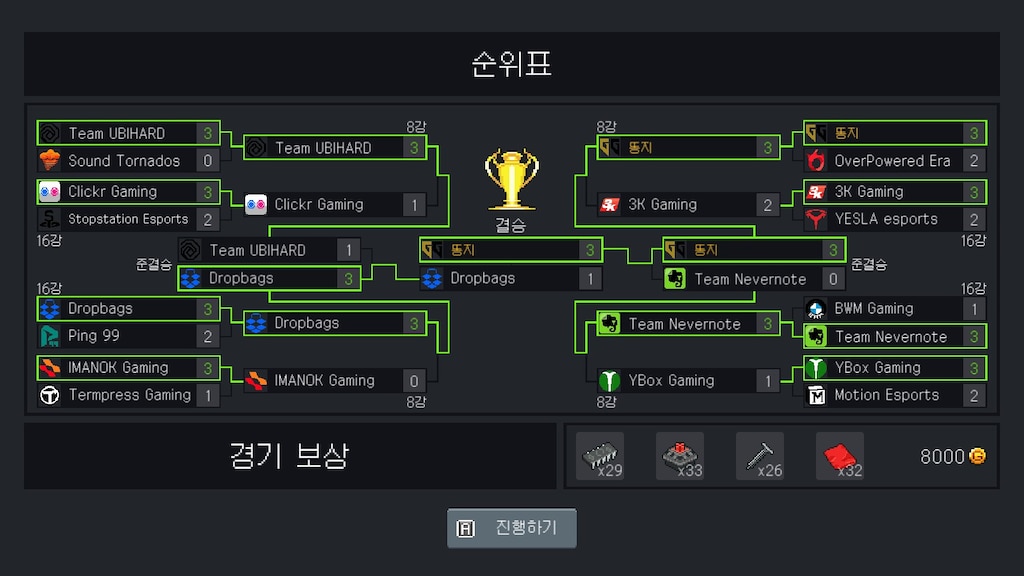 순위표
8강
8강
Team UBIHARD 3
Sound Tornados 0
Team UBIHARD 3
Clickr Gaming 3
Stopstation Esports 2
Clickr Gaming 1
16강
똥지 3
똥지 3
OverPowered Era 2
3K Gaming 2
3K Gaming 3
YESLA esports 2
16강
결승
준결승
Team UBIHARD 1
Dropbags 3
똥지 3
Dropbags 1
똥지 3
Team Nevernote 0
준결승
16강
Dropbags 3
Ping 99 2
Dropbags 3
IMANOK Gaming 3
Termpress Gaming 1
IMANOK Gaming 0
8강
16강
BWM Gaming 1
Team Nevernote 3
Team Nevernote 3
YBox Gaming 3
YBox Gaming 1
Motion Esports 2
8강
경기 보상
x29
x33
x26
x32
8000 G
A 진행하기